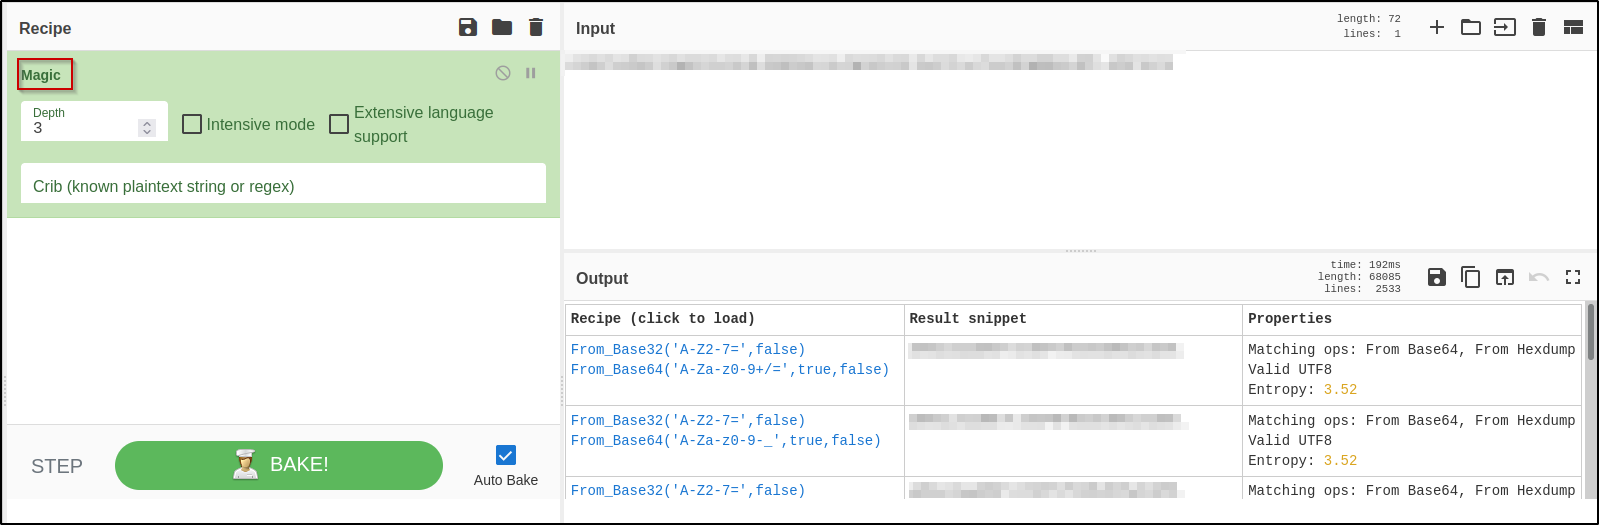 Recipe
Magic
Depth
3
Intensive mode
Extensive language
support
Crib (known plaintext string or regex)
STEP
BAKE!
Auto Bake
Input
length: 72
lines: 1
Output
time: 192ms
length: 68085
lines: 2533
Recipe (click to load)
Result snippet
Properties
From_Base32('A-Z2-7=',false)
From_Base64('A-Za-z0-9+/=',true,false)
Matching ops: From Base64, From Hexdump
Valid UTF8
Entropy: 3.52
From_Base32('A-Z2-7=',false)
From_Base64('A-Za-z0-9-_',true,false)
Matching ops: From Base64, From Hexdump
Valid UTF8
Entropy: 3.52
From_Base32('A-Z2-7=',false)
Matching ops: From Base64, From Hexdump